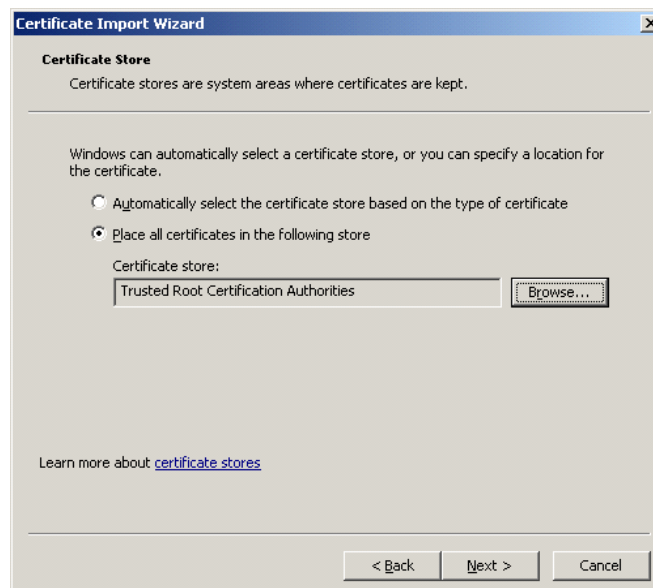 Certificate Import Wizard
Certificate Store
Certificate stores are system areas where certificates are kept.
Windows can automatically select a certificate store, or you can specify a location for
the certificate.
Automatically select the certificate store based on the type of certificate
Place all certificates in the following store
Certificate store:
Trusted Root Certification Authorities
Browse...
Learn more about certificate stores
< Back
Next >
Cancel